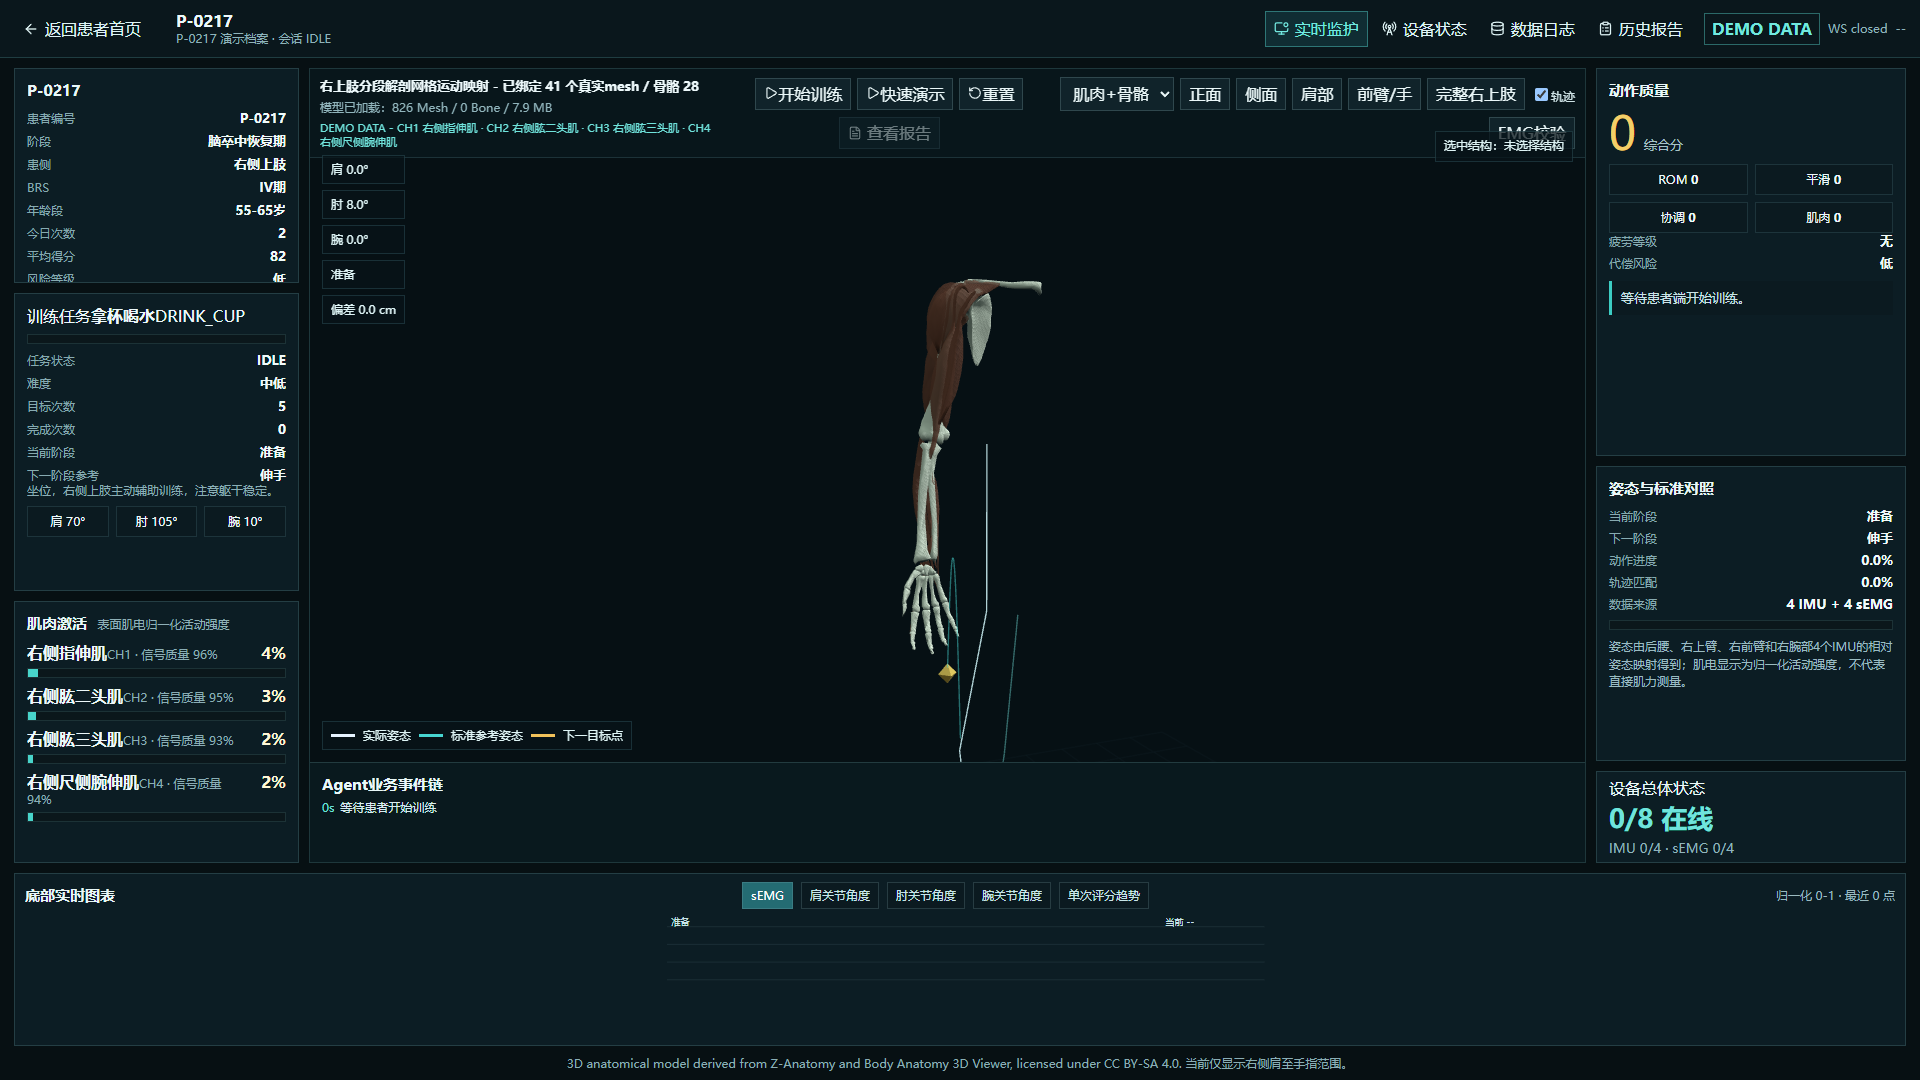 返回患者首页
P-0217
P-0217 演示档案 · 会话 IDLE
实时监护
设备状态
数据日志
历史报告
DEMO DATA
WS closed --
P-0217
患者编号 P-0217
阶段 脑卒中恢复期
患侧 右侧上肢
BRS IV期
年龄段 55-65岁
今日次数 2
平均得分 82
风险等级 低
训练任务拿杯喝水DRINK_CUP
任务状态 IDLE
难度 中低
目标次数 5
完成次数 0
当前阶段 准备
下一阶段参考 伸手
坐位，右侧上肢主动辅助训练，注意躯干稳定。
肩 70°
肘 105°
腕 10°
肌肉激活 表面肌电归一化活动强度
右侧指伸肌CH1 · 信号质量 96% 4%
右侧肱二头肌CH2 · 信号质量 95% 3%
右侧肱三头肌CH3 · 信号质量 93% 2%
右侧尺侧腕伸肌CH4 · 信号质量 2%
94%
右上肢分段解剖网格运动映射 - 已绑定 41 个真实mesh / 骨骼 28
模型已加载：826 Mesh / 0 Bone / 7.9 MB
DEMO DATA - CH1 右侧指伸肌 · CH2 右侧肱二头肌 · CH3 右侧肱三头肌 · CH4
右侧尺侧腕伸肌
开始训练
快速演示
重置
查看报告
肌肉+骨骼
正面
侧面
肩部
前臂/手
完整右上肢
轨迹
EMG校验
选中结构：未选择结构
肩 0.0°
肘 8.0°
腕 0.0°
准备
偏差 0.0 cm
实际姿态
标准参考姿态
下一目标点
Agent业务事件链
0s 等待患者开始训练
动作质量
0 综合分
ROM 0
平滑 0
协调 0
肌肉 0
疲劳等级 无
代偿风险 低
等待患者端开始训练。
姿态与标准对照
当前阶段 准备
下一阶段 伸手
动作进度 0.0%
轨迹匹配 0.0%
数据来源 4 IMU + 4 sEMG
姿态由后腰、右上臂、右前臂和右腕部4个IMU的相对
姿态映射得到；肌电显示为归一化活动强度，不代表
直接肌力测量。
设备总体状态
0/8 在线
IMU 0/4 · sEMG 0/4
底部实时图表
sEMG
肩关节角度
肘关节角度
腕关节角度
单次评分趋势
归一化 0-1 · 最近 0 点
准备
当前 --
3D anatomical model derived from Z-Anatomy and Body Anatomy 3D Viewer, licensed under CC BY-SA 4.0. 当前仅显示右侧肩至手指范围。